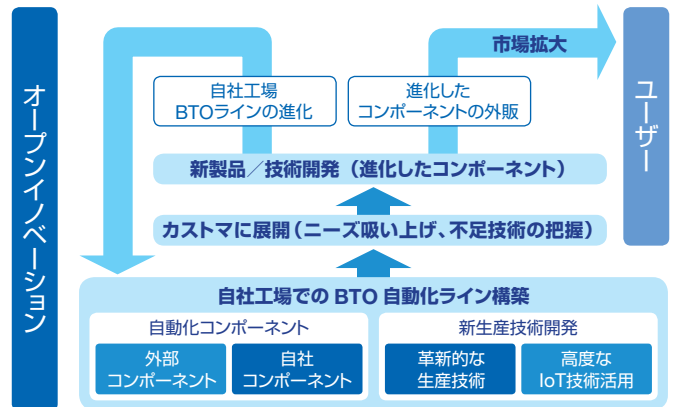 オープンイノベーション
市場拡大
ユーザー
自社工場
BTOラインの進化
進化した
コンポーネントの外販
新製品／技術開発（進化したコンポーネント）
カストマに展開（ニーズ吸い上げ、不足技術の把握）
自社工場での BTO 自動化ライン構築
自動化コンポーネント
新生産技術開発
外部
コンポーネント
自社
コンポーネント
革新的な
生産技術
高度な
IoT技術活用